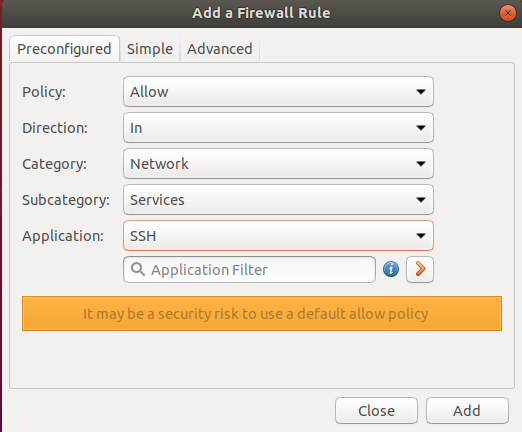 Add a Firewall Rule
Preconfigured Simple Advanced
Policy: Allow
Direction: In
Category: Network
Subcategory: Services
Application: SSH
Application Filter
It may be a security risk to use a default allow policy
Close Add